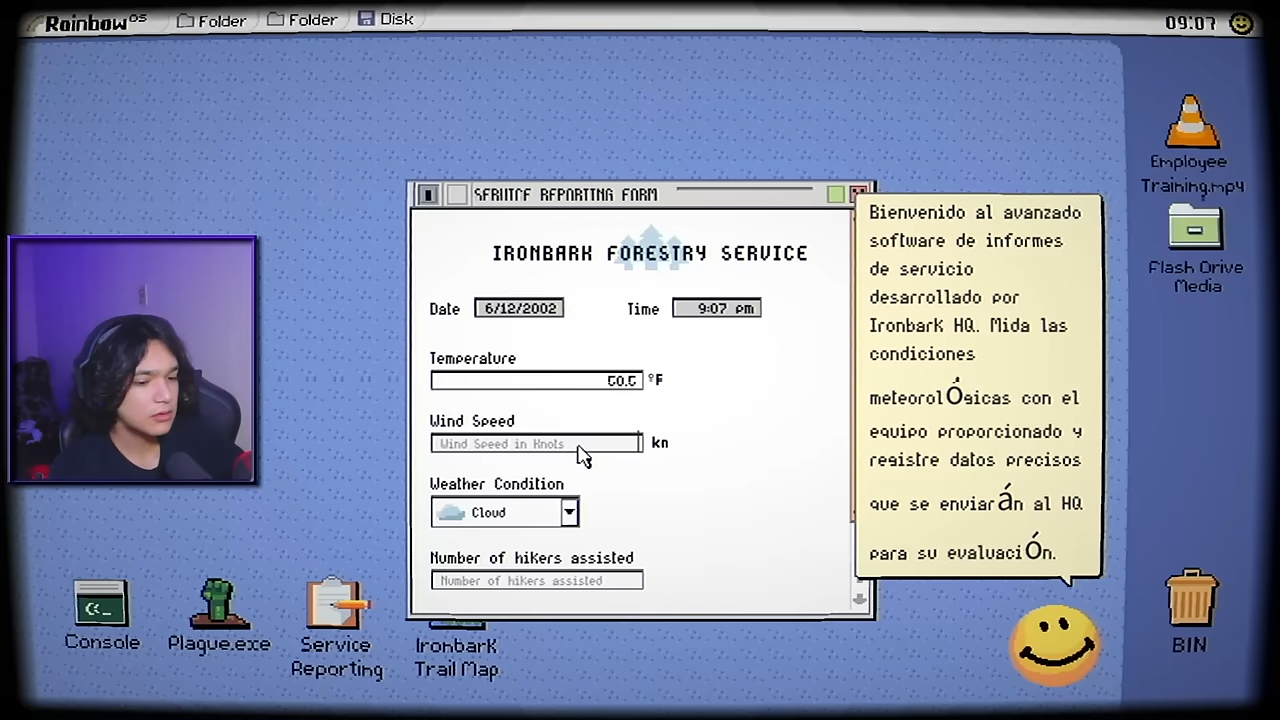 RainbowOS
Folder
Folder
Disk
09:07
Employee
Training.mp4
Flash Drive
Media
SERVICE REPORTING FORM
IRONBARK FORESTRY SERVICE
Date 6/12/2002 Time 9:07 pm
Temperature
°F
Wind Speed
Wind Speed in Knots kn
Weather Condition
Cloud
Number of hikers assisted
Number of hikers assisted
Bienvenido al avanzado
software de informes
de servicio
desarrollado por
Ironbark HQ. Mida las
condiciones
meteorolÓgicas con el
equipo proporcionado y
registre datos precisos
que se enviarán al HQ
para su evaluaciÓn.
Console
Plague.exe
Service
Reporting
Ironbark
Trail Map
BIN